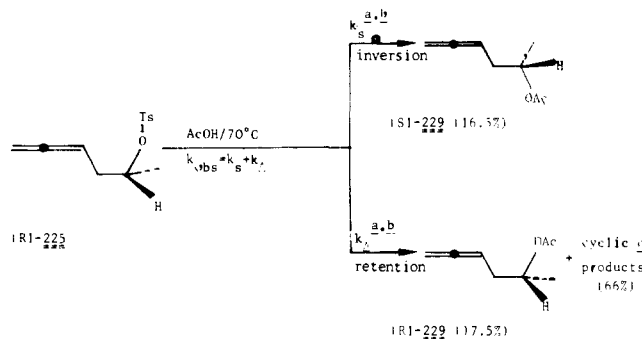 k_s^a,b
inversion
H
OAc
(S)-229 (16.5%)
Ts
O
AcOH/70°C
k_obs=k_s+k_Δ
H
(R)-225
k_Δ^a,b
retention
OAc
H
+ cyclic c
products
(66%)
(R)-229 (17.5%)